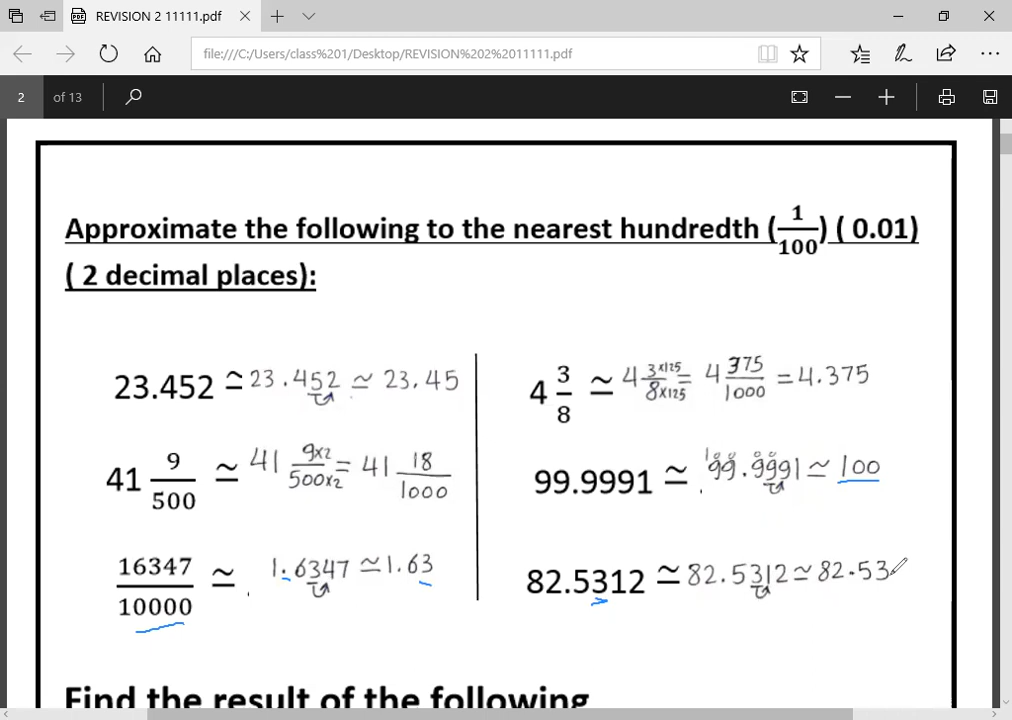 REVISION 2 11111.pdf
file:///C:/Users/class%201/Desktop/REVISION%202%2011111.pdf
2 of 13
Approximate the following to the nearest hundredth (1/100) ( 0.01)
( 2 decimal places):
23.452 ≃ 23.452 ≃ 23.45
4 3/8 ≃ 4 3x125/8x125 = 4 375/1000 = 4.375
41 9/500 ≃ 41 9x2/500x2 = 41 18/1000
99.9991 ≃ 99.9991 ≃ 100
16347/10000 ≃ 1.6347 ≃ 1.63
82.5312 ≃ 82.5312 ≃ 82.53
Find the result of the following